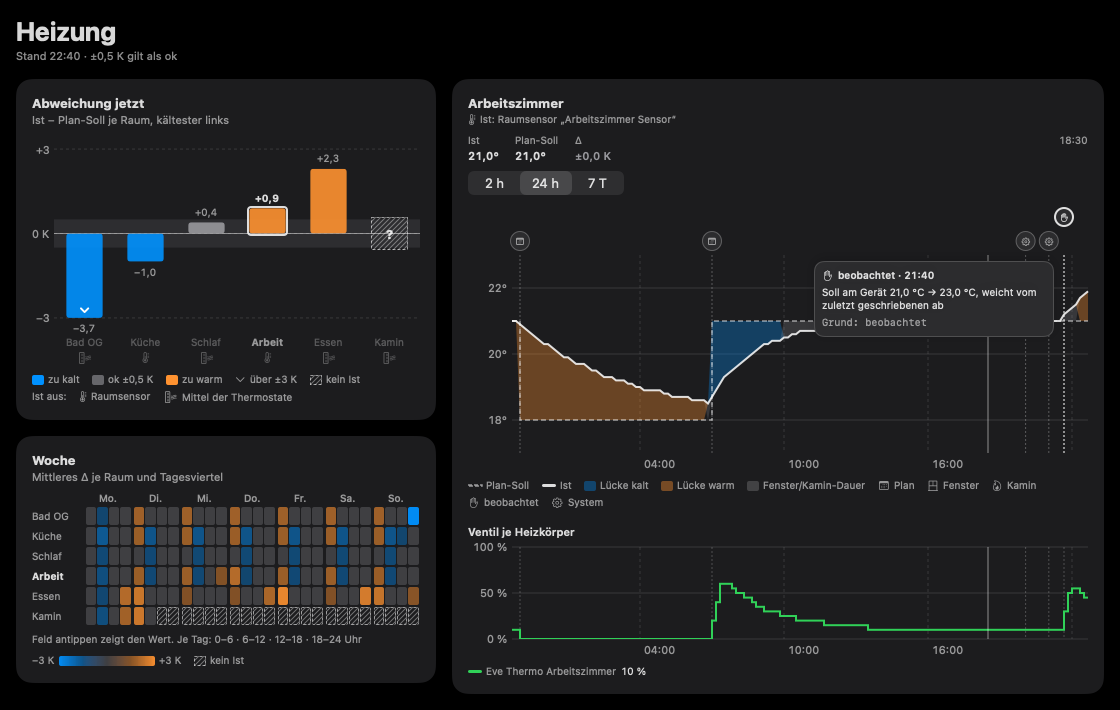 Heizung
Stand 22:40 · ±0,5 K gilt als ok
Abweichung jetzt
Ist – Plan-Soll je Raum, kältester links
+3
0 K
−3
−3,7
−1,0
+0,4
+0,9
+2,3
?
Bad OG
Küche
Schlaf
Arbeit
Essen
Kamin
zu kalt
ok ±0,5 K
zu warm
über ±3 K
kein Ist
Ist aus:
Raumsensor
Mittel der Thermostate
Woche
Mittleres Δ je Raum und Tagesviertel
Mo.
Di.
Mi.
Do.
Fr.
Sa.
So.
Bad OG
Küche
Schlaf
Arbeit
Essen
Kamin
Feld antippen zeigt den Wert. Je Tag: 0–6 · 6–12 · 12–18 · 18–24 Uhr
−3 K
+3 K
kein Ist
Arbeitszimmer
Ist: Raumsensor „Arbeitszimmer Sensor“
Ist
Plan-Soll
Δ
18:30
21,0°
21,0°
±0,0 K
2 h
24 h
7 T
beobachtet · 21:40
Soll am Gerät 21,0 °C → 23,0 °C, weicht vom
zuletzt geschriebenen ab
Grund: beobachtet
22°
20°
18°
04:00
10:00
16:00
Plan-Soll
Ist
Lücke kalt
Lücke warm
Fenster/Kamin-Dauer
Plan
Fenster
Kamin
beobachtet
System
Ventil je Heizkörper
100 %
50 %
0 %
04:00
10:00
16:00
Eve Thermo Arbeitszimmer 10 %